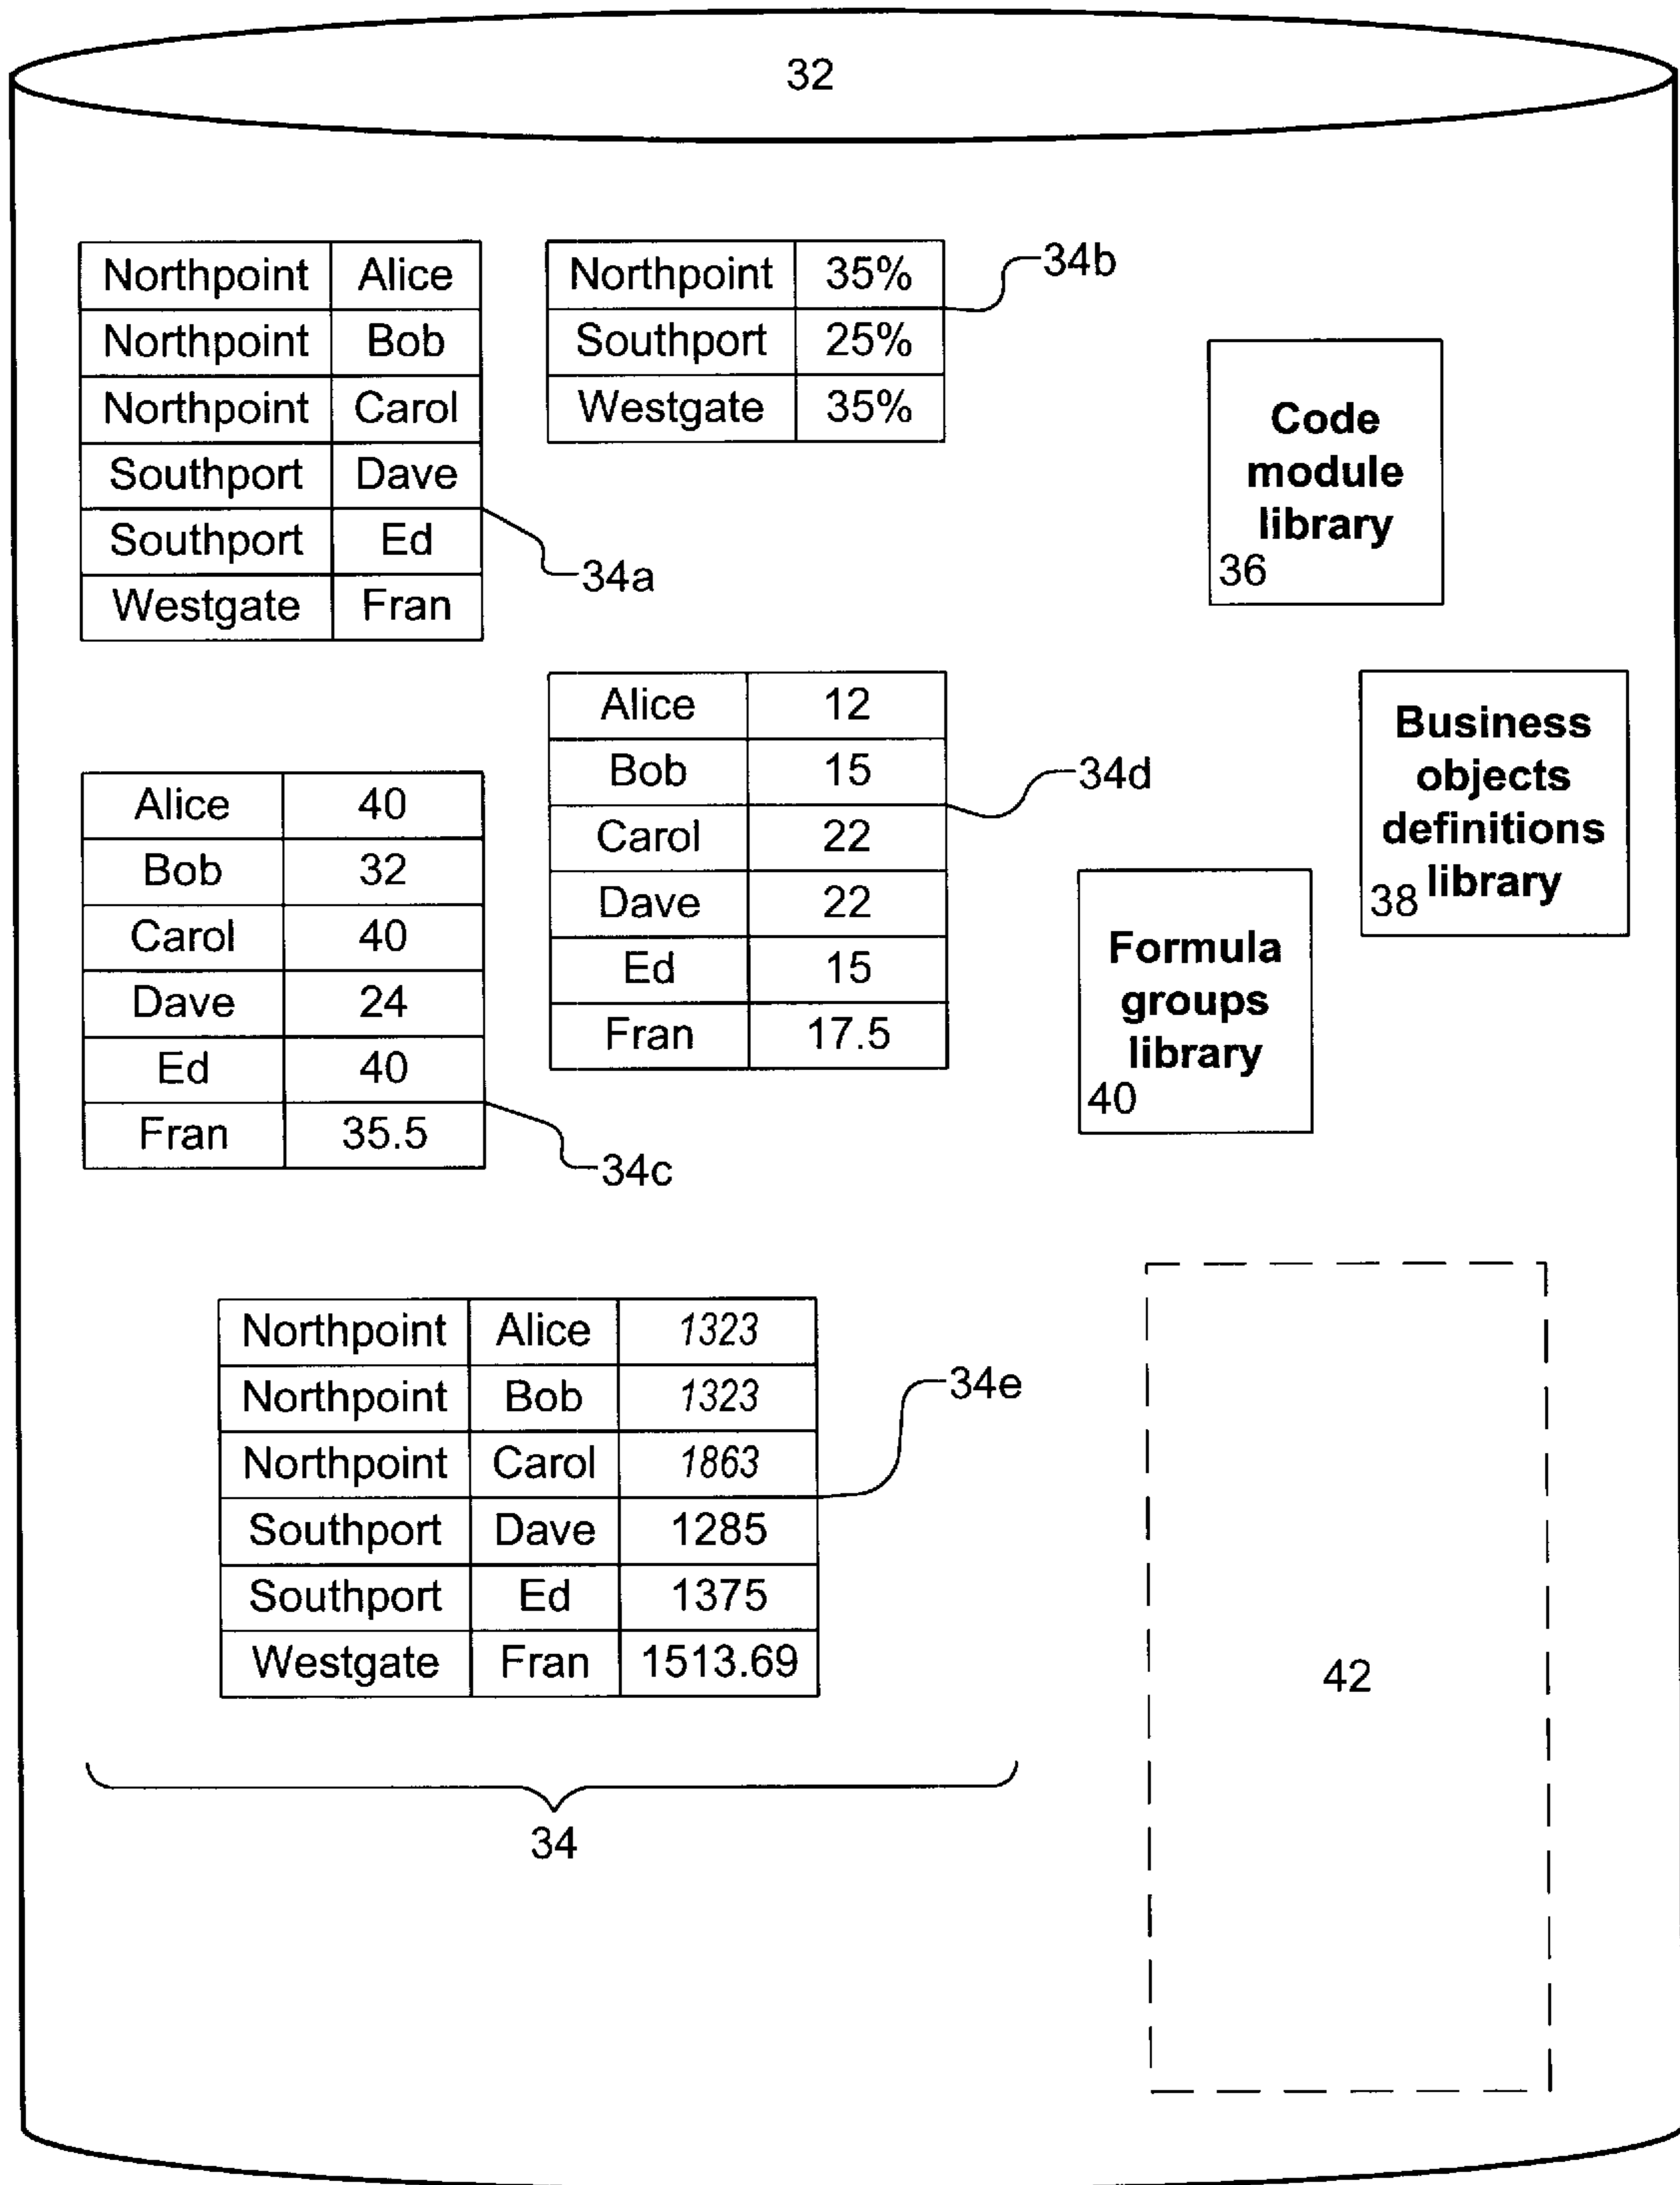 32
Northpoint Alice
Northpoint Bob
Northpoint Carol
Southport Dave
Southport Ed
Westgate Fran
34a
Northpoint 35%
Southport 25%
Westgate 35%
34b
Code
module
library
36
Alice 12
Bob 15
Carol 22
Dave 22
Ed 15
Fran 17.5
34d
Business
objects
definitions
library
38
Alice 40
Bob 32
Carol 40
Dave 24
Ed 40
Fran 35.5
34c
Formula
groups
library
40
Northpoint Alice 1323
Northpoint Bob 1323
Northpoint Carol 1863
Southport Dave 1285
Southport Ed 1375
Westgate Fran 1513.69
34e
34
42